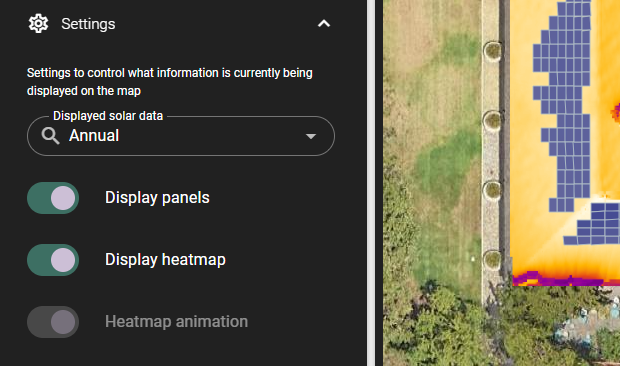 Settings
Settings to control what information is currently being
displayed on the map
Displayed solar data
Annual
Display panels
Display heatmap
Heatmap animation